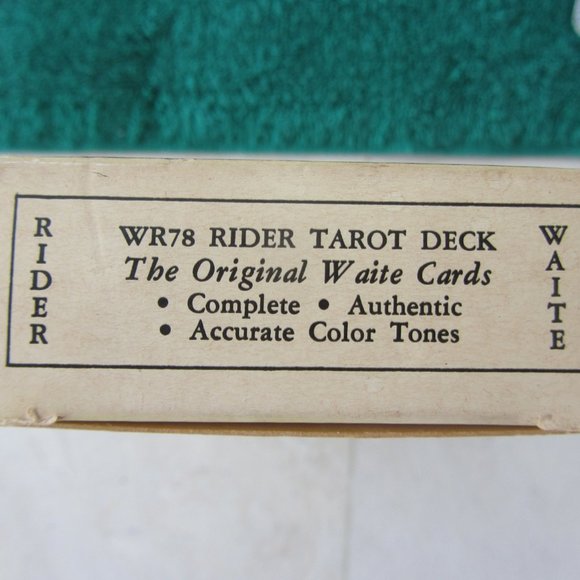 RIDER
WR78 RIDER TAROT DECK
The Original Waite Cards
• Complete • Authentic
• Accurate Color Tones
WAITE